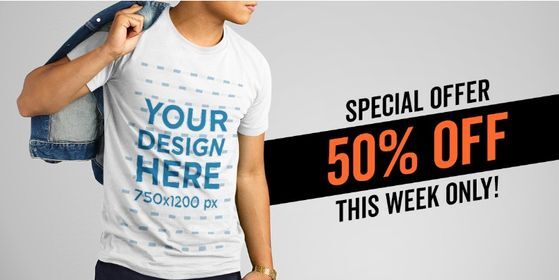 YOUR
DESIGN
HERE
750x1200 px
SPECIAL OFFER
50% OFF
THIS WEEK ONLY!